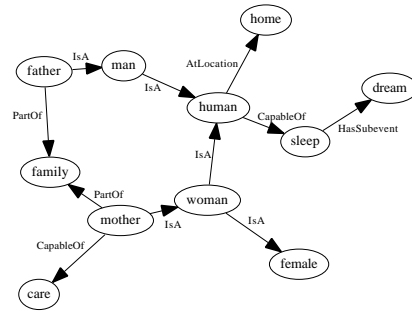 home
father
IsA
man
AtLocation
IsA
dream
human
CapableOf
HasSubevent
sleep
PartOf
IsA
family
PartOf
woman
mother
IsA
IsA
CapableOf
female
care